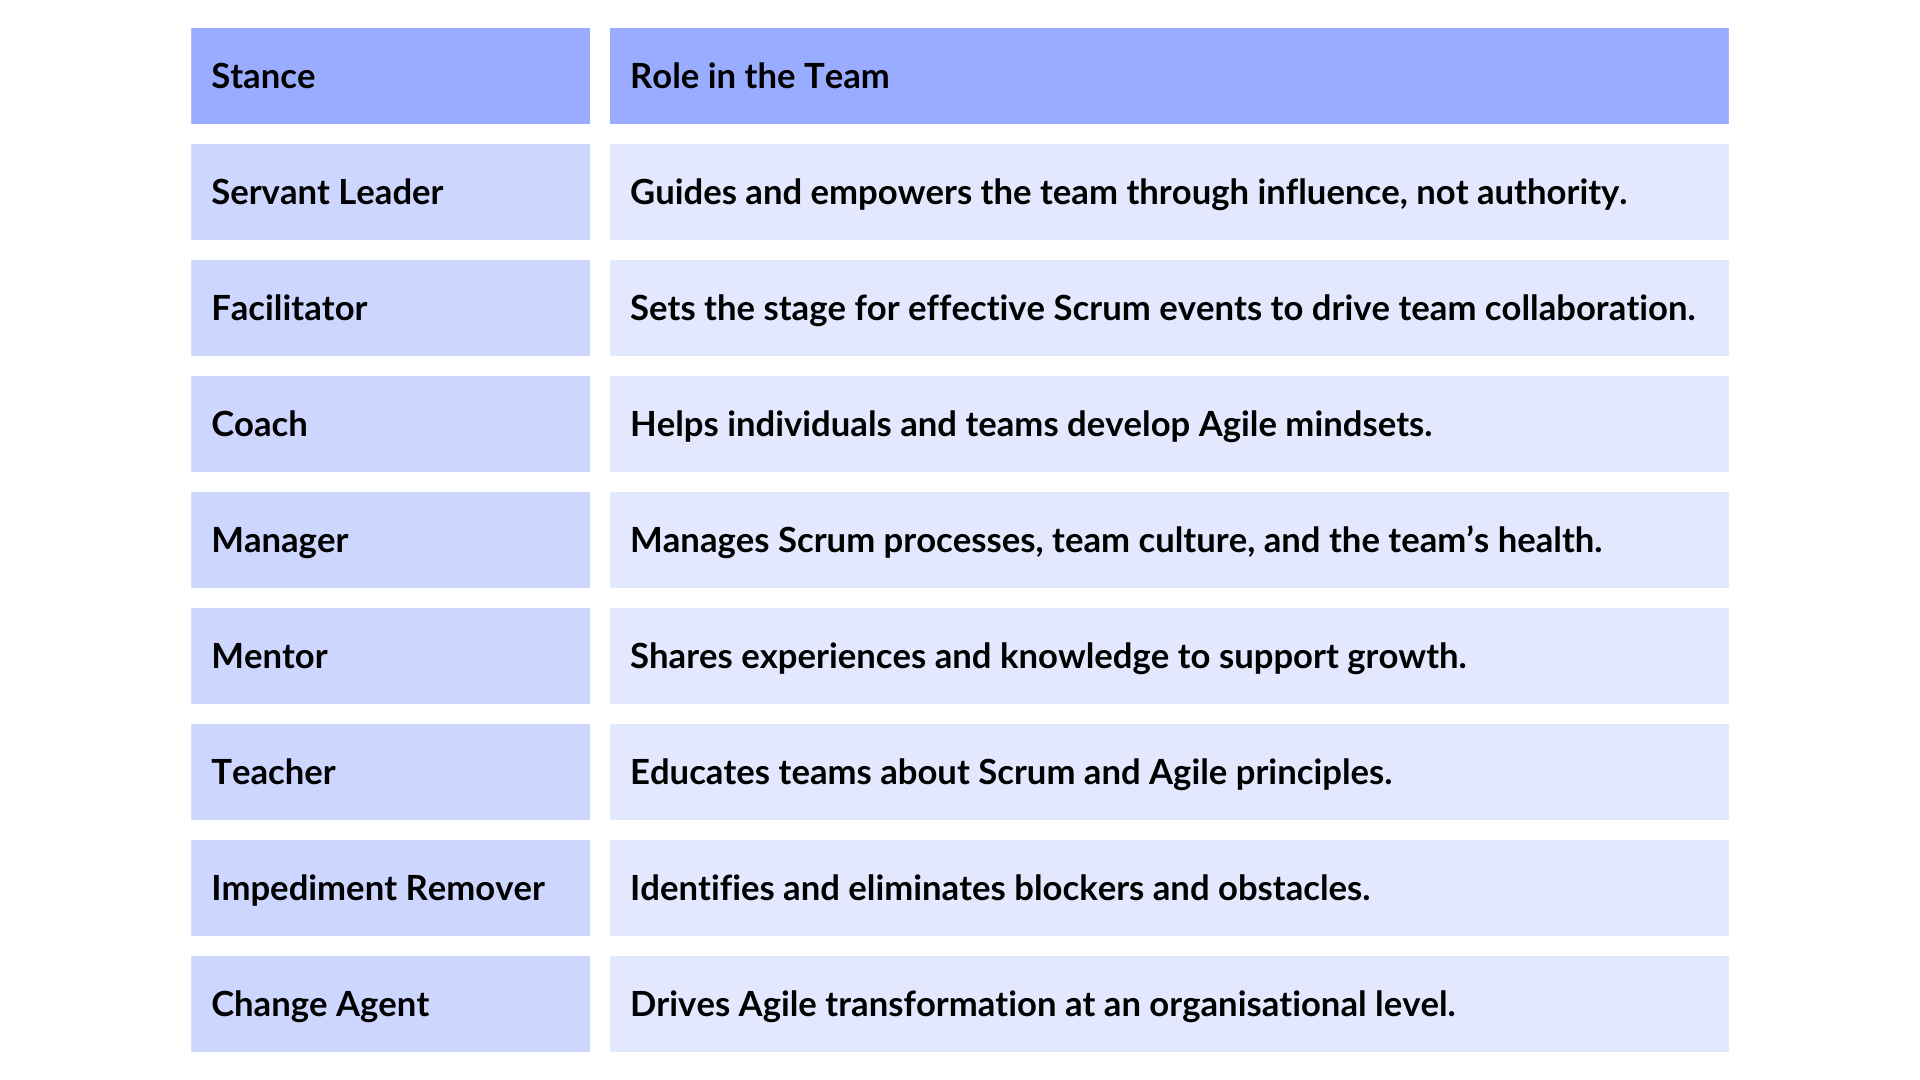 Stance
Role in the Team
Servant Leader
Guides and empowers the team through influence, not authority.
Facilitator
Sets the stage for effective Scrum events to drive team collaboration.
Coach
Helps individuals and teams develop Agile mindsets.
Manager
Manages Scrum processes, team culture, and the team’s health.
Mentor
Shares experiences and knowledge to support growth.
Teacher
Educates teams about Scrum and Agile principles.
Impediment Remover
Identifies and eliminates blockers and obstacles.
Change Agent
Drives Agile transformation at an organisational level.